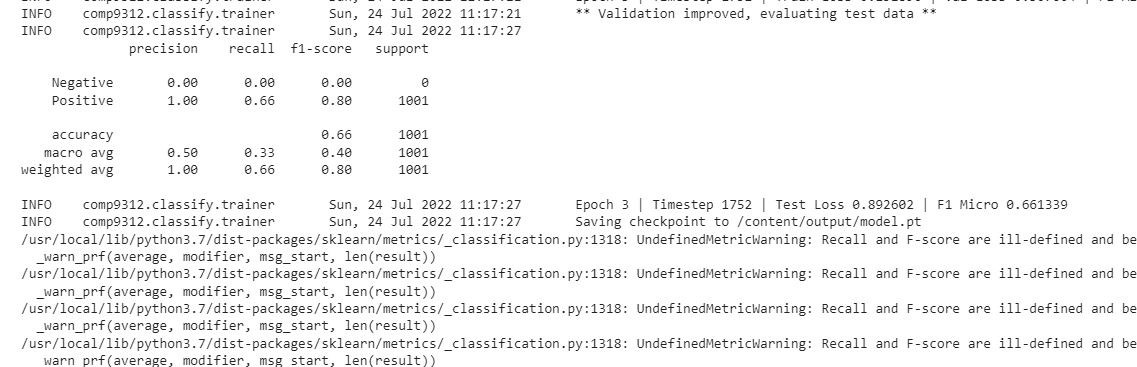 INFO comp9312.classify.trainer Sun, 24 Jul 2022 11:17:21 ** Validation improved, evaluating test data **
INFO comp9312.classify.trainer Sun, 24 Jul 2022 11:17:27
precision recall f1-score support
Negative 0.00 0.00 0.00 0
Positive 1.00 0.66 0.80 1001
accuracy 0.66 1001
macro avg 0.50 0.33 0.40 1001
weighted avg 1.00 0.66 0.80 1001
INFO comp9312.classify.trainer Sun, 24 Jul 2022 11:17:27 Epoch 3 | Timestep 1752 | Test Loss 0.892602 | F1 Micro 0.661339
INFO comp9312.classify.trainer Sun, 24 Jul 2022 11:17:27 Saving checkpoint to /content/output/model.pt
/usr/local/lib/python3.7/dist-packages/sklearn/metrics/_classification.py:1318: UndefinedMetricWarning: Recall and F-score are ill-defined and be
_warn_prf(average, modifier, msg_start, len(result))
/usr/local/lib/python3.7/dist-packages/sklearn/metrics/_classification.py:1318: UndefinedMetricWarning: Recall and F-score are ill-defined and be
_warn_prf(average, modifier, msg_start, len(result))
/usr/local/lib/python3.7/dist-packages/sklearn/metrics/_classification.py:1318: UndefinedMetricWarning: Recall and F-score are ill-defined and be
_warn_prf(average, modifier, msg_start, len(result))
/usr/local/lib/python3.7/dist-packages/sklearn/metrics/_classification.py:1318: UndefinedMetricWarning: Recall and F-score are ill-defined and be
_warn_prf(average, modifier, msg_start, len(result))